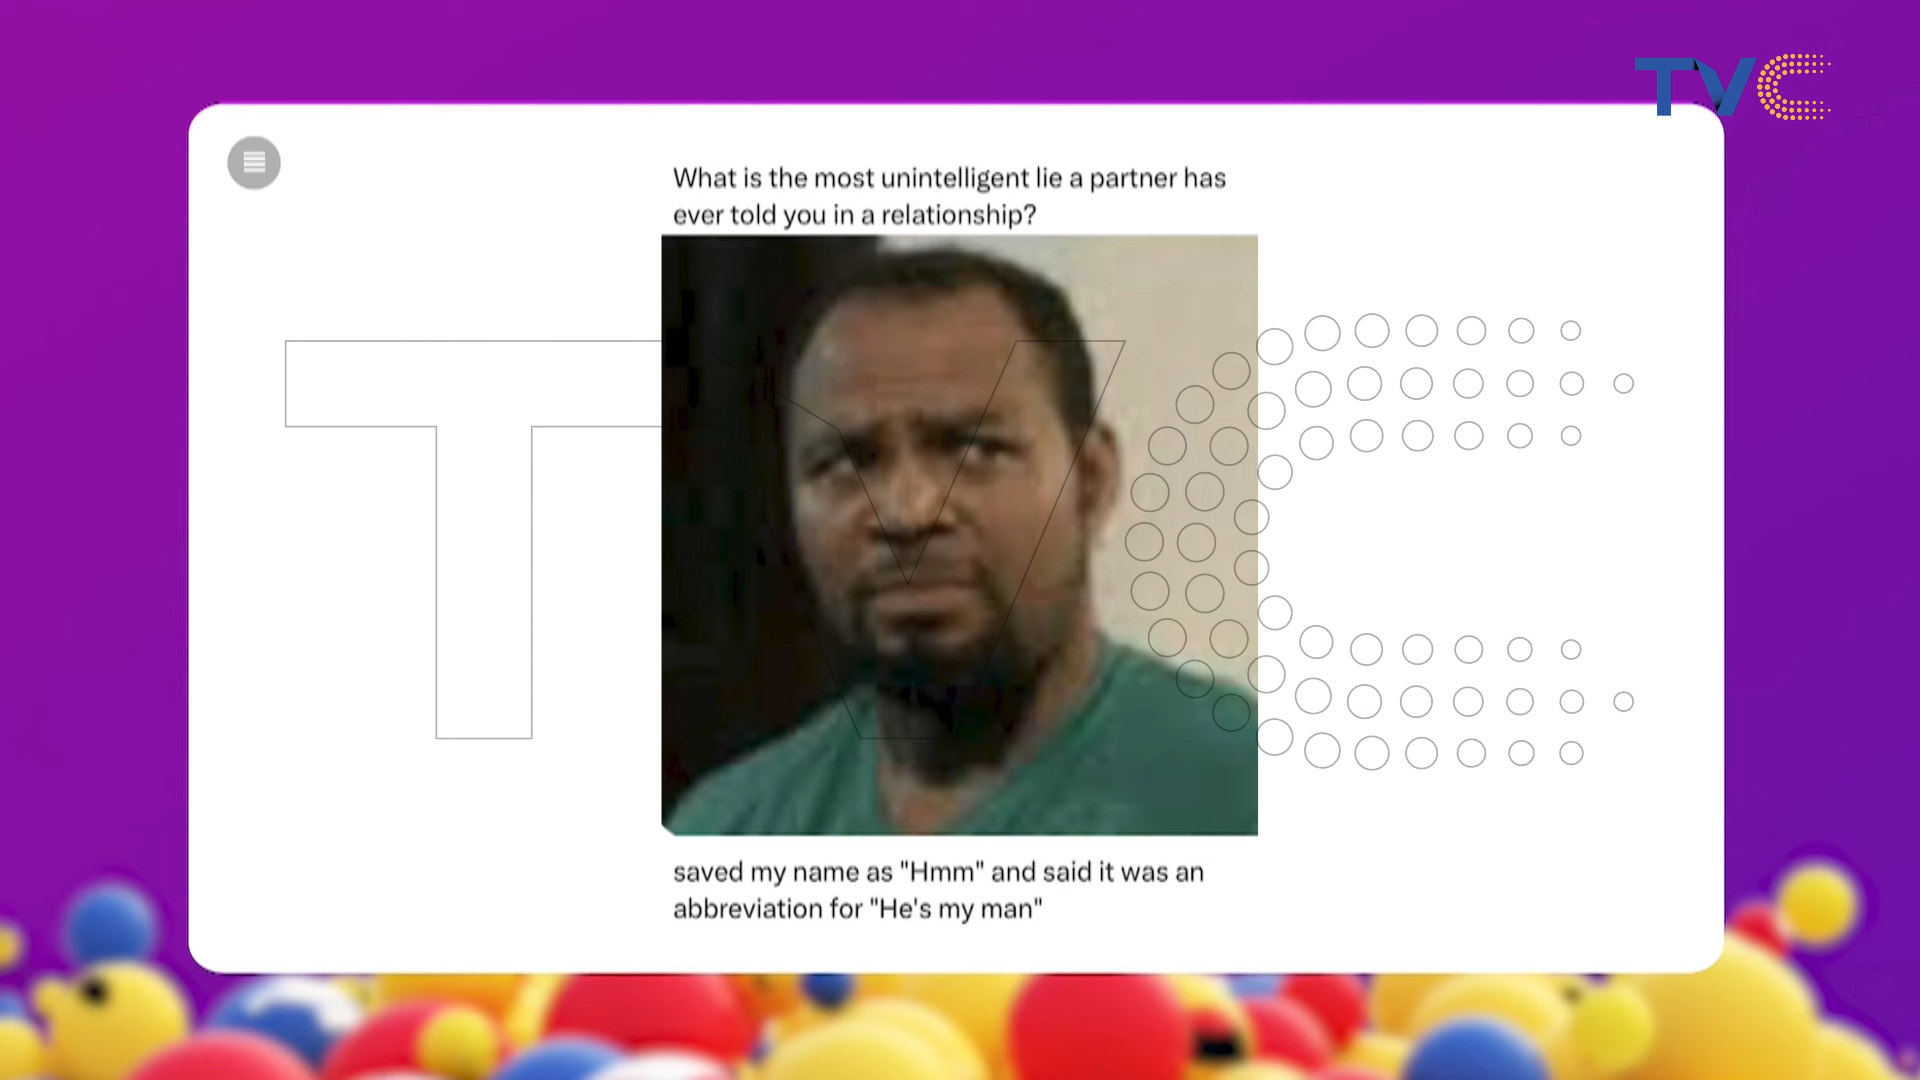 TVC
What is the most unintelligent lie a partner has
ever told you in a relationship?
TVC
saved my name as "Hmm" and said it was an
abbreviation for "He's my man"